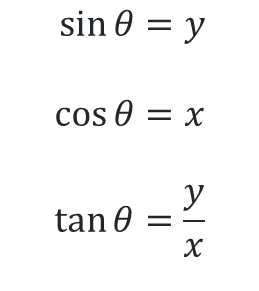 sin θ = y
cos θ = x
tan θ = y/x